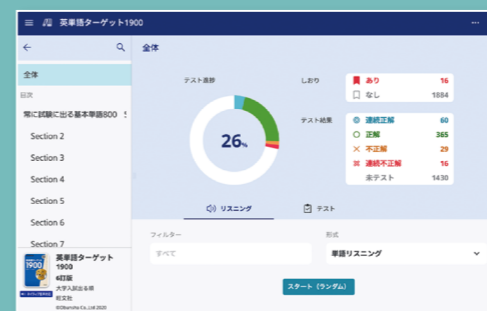 英単語ターゲット1900
全体
全体
目次
常に試験に出る基本単語800
Section 2
Section 3
Section 4
Section 5
Section 6
Section 7
1900
英単語ターゲット
1900
6訂版
大学入試出る順
旺文社
©Obunsha Co.,Ltd 2020
テスト進捗
26%
しおり
あり 16
なし 1884
テスト結果
連続正解 60
正解 365
不正解 29
連続不正解 16
未テスト 1430
リスニング
テスト
フィルター
すべて
形式
単語リスニング
スタート（ランダム）